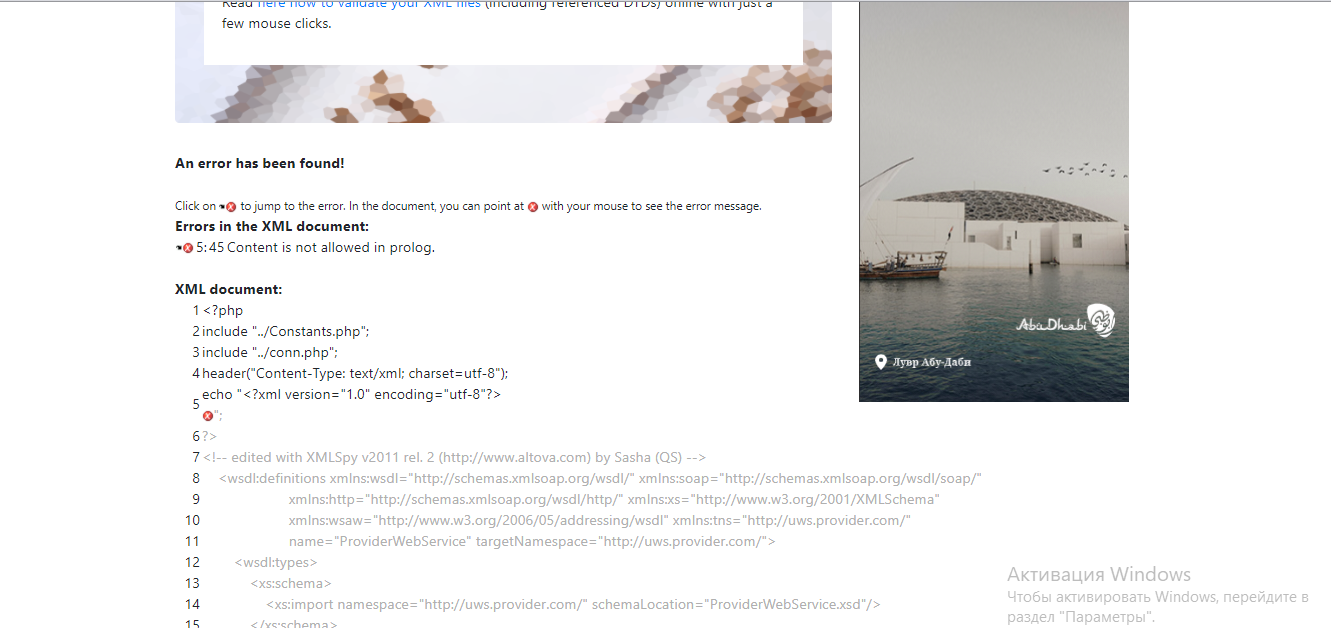 Read here how to validate your XML files (including referenced DTDs) online with just a
few mouse clicks.
An error has been found!
Click on to jump to the error. In the document, you can point at with your mouse to see the error message.
Errors in the XML document:
5:45 Content is not allowed in prolog.
XML document:
1 <?php
2 include "../Constants.php";
3 include "../conn.php";
4 header("Content-Type: text/xml; charset=utf-8");
5 echo "<?xml version="1.0" encoding="utf-8"?>
";
6 ?>
7 <!-- edited with XMLSpy v2011 rel. 2 (http://www.altova.com) by Sasha (QS) -->
8 <wsdl:definitions xmlns:wsdl="http://schemas.xmlsoap.org/wsdl/" xmlns:soap="http://schemas.xmlsoap.org/wsdl/soap/"
9 xmlns:http="http://schemas.xmlsoap.org/wsdl/http/" xmlns:xs="http://www.w3.org/2001/XMLSchema"
10 xmlns:wsaw="http://www.w3.org/2006/05/addressing/wsdl" xmlns:tns="http://uws.provider.com/"
11 name="ProviderWebService" targetNamespace="http://uws.provider.com/">
12 <wsdl:types>
13 <xs:schema>
14 <xs:import namespace="http://uws.provider.com/" schemaLocation="ProviderWebService.xsd"/>
15 </xs:schema>
Abu Dhabi
Лувр Абу-Даби
Активация Windows
Чтобы активировать Windows, перейдите в
раздел "Параметры".